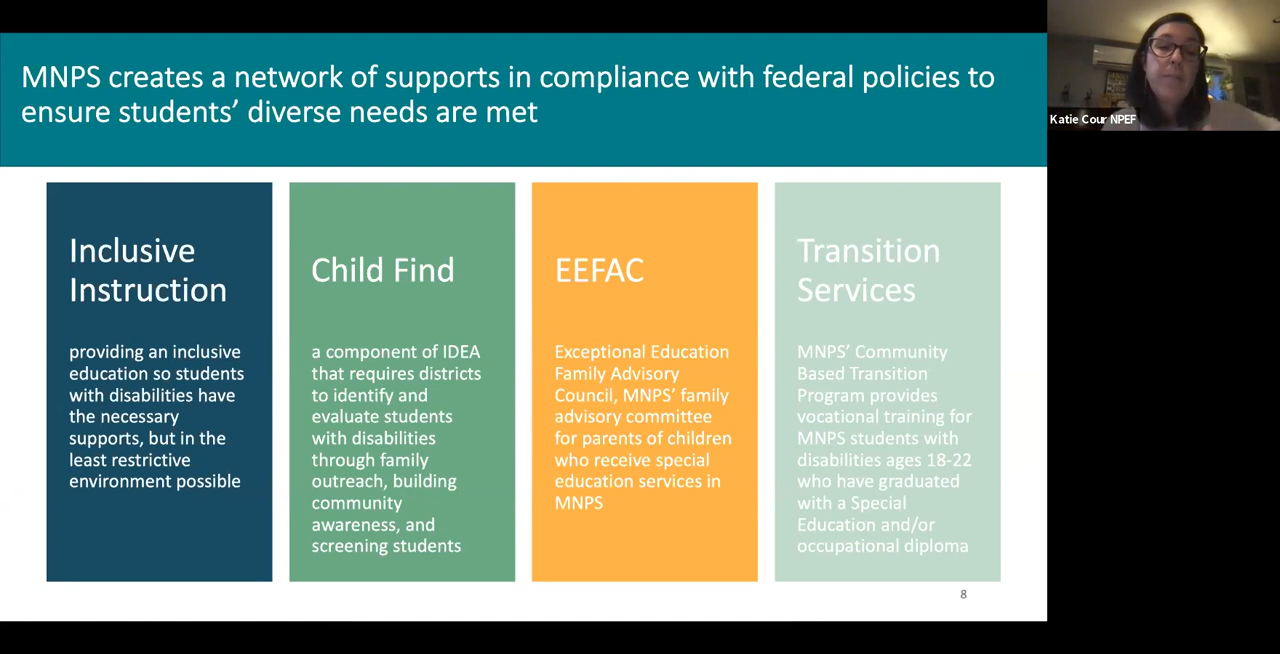 MNPS creates a network of supports in compliance with federal policies to
ensure students’ diverse needs are met
Katie Cour NPEF
Inclusive
Instruction
providing an inclusive
education so students
with disabilities have
the necessary
supports, but in the
least restrictive
environment possible
Child Find
a component of IDEA
that requires districts
to identify and
evaluate students
with disabilities
through family
outreach, building
community
awareness, and
screening students
EEFAC
Exceptional Education
Family Advisory
Council, MNPS’ family
advisory committee
for parents of children
who receive special
education services in
MNPS
Transition
Services
MNPS’ Community
Based Transition
Program provides
vocational training for
MNPS students with
disabilities ages 18-22
who have graduated
with a Special
Education and/or
occupational diploma
8